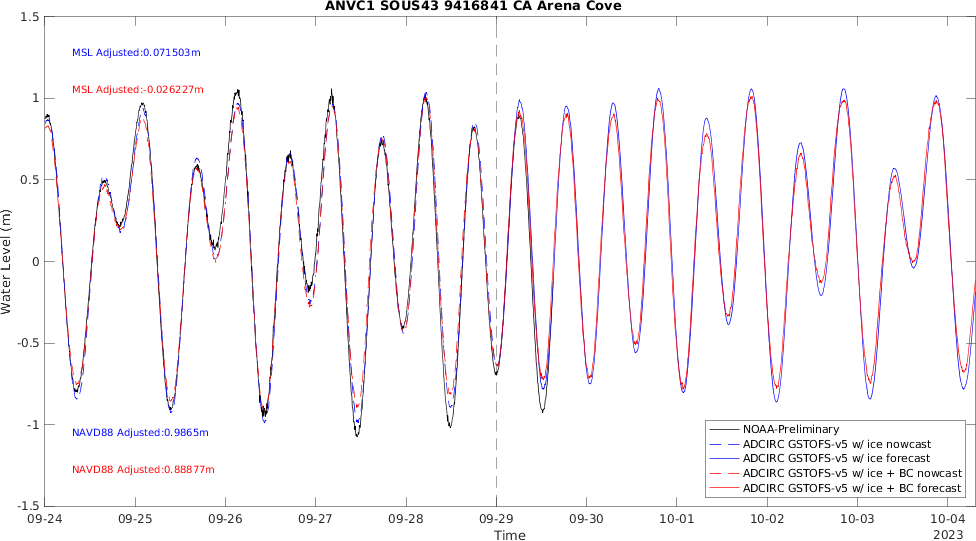 ANVC1 SOUS43 9416841 CA Arena Cove
1.5
MSL Adjusted:0.071503m
MSL Adjusted:-0.026227m
1
0.5
0
-0.5
-1
-1.5
Water Level (m)
NAVD88 Adjusted:0.9865m
NAVD88 Adjusted:0.88877m
NOAA-Preliminary
ADCIRC GSTOFS-v5 w/ ice nowcast
ADCIRC GSTOFS-v5 w/ ice forecast
ADCIRC GSTOFS-v5 w/ ice + BC nowcast
ADCIRC GSTOFS-v5 w/ ice + BC forecast
09-24 09-25 09-26 09-27 09-28 09-29 09-30 10-01 10-02 10-03 10-04
2023
Time